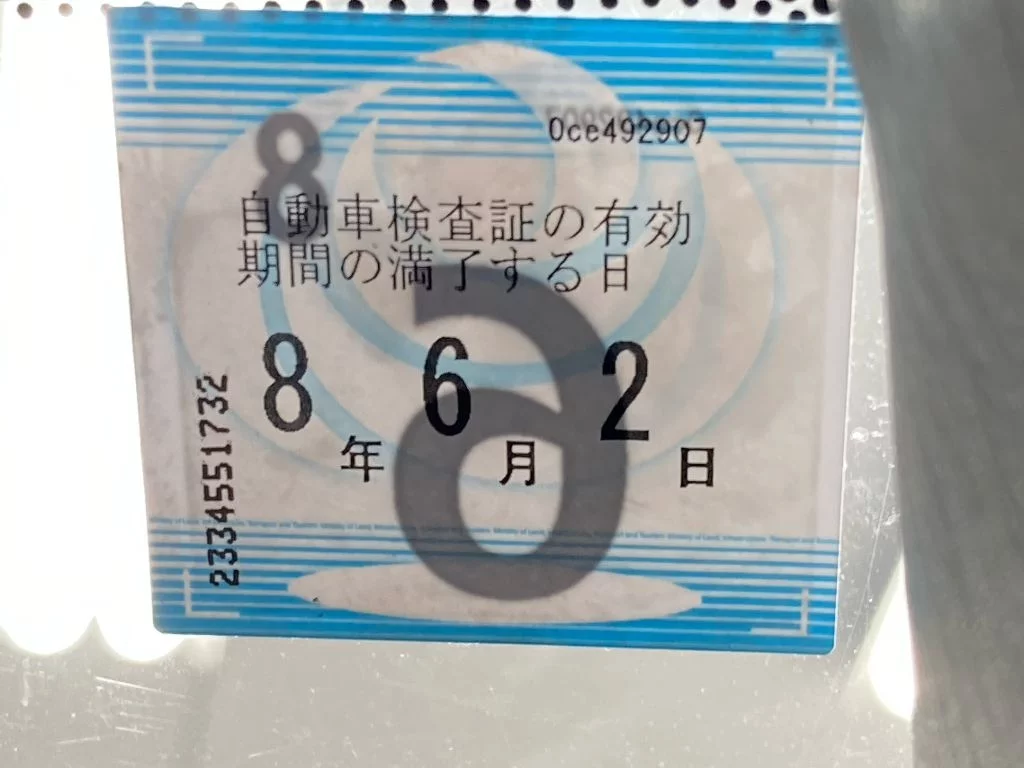 0ce492907
8
自動車検査証の有効
期間の満了する日
8年 6月 2日
6
2334551732